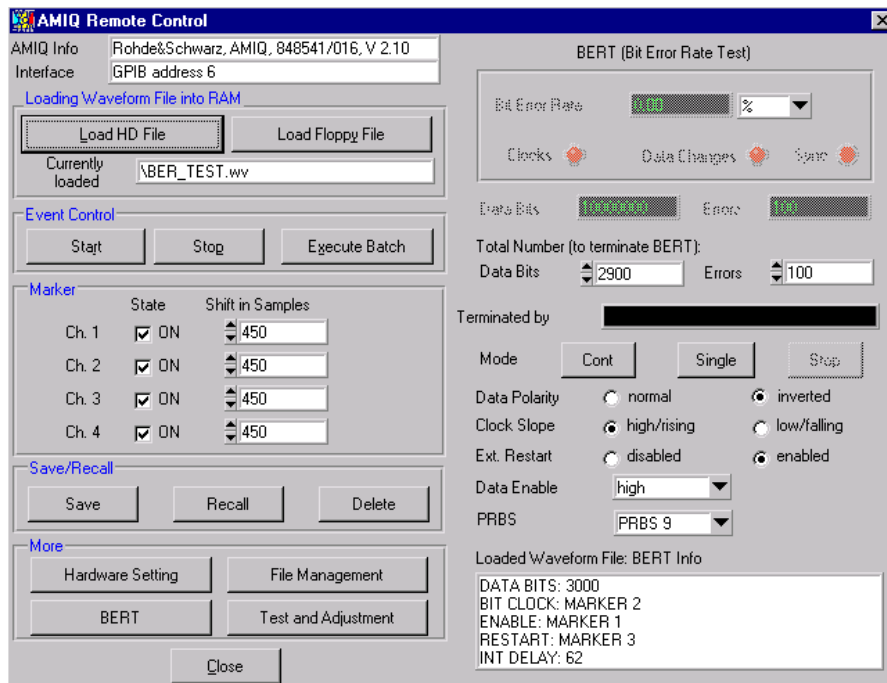 AMIQ Remote Control
AMIQ Info Rohde&Schwarz, AMIQ, 848541/016, V 2.10
Interface GPIB address 6
Loading Waveform File into RAM
Load HD File Load Floppy File
Currently loaded \BER_TEST.wv
Event Control
Start Stop Execute Batch
Marker
State Shift in Samples
Ch. 1 ON 450
Ch. 2 ON 450
Ch. 3 ON 450
Ch. 4 ON 450
Save/Recall
Save Recall Delete
More
Hardware Setting File Management
BERT Test and Adjustment
Close
BERT (Bit Error Rate Test)
Bit Error Rate 0.00 %
Clocks Data Changes Sync
Data Bits 10000000 Errors 100
Total Number (to terminate BERT):
Data Bits 2900 Errors 100
Terminated by
Mode Cont Single Stop
Data Polarity normal inverted
Clock Slope high/rising low/falling
Ext. Restart disabled enabled
Data Enable high
PRBS PRBS 9
Loaded Waveform File: BERT Info
DATA BITS: 3000
BIT CLOCK: MARKER 2
ENABLE: MARKER 1
RESTART: MARKER 3
INT DELAY: 62